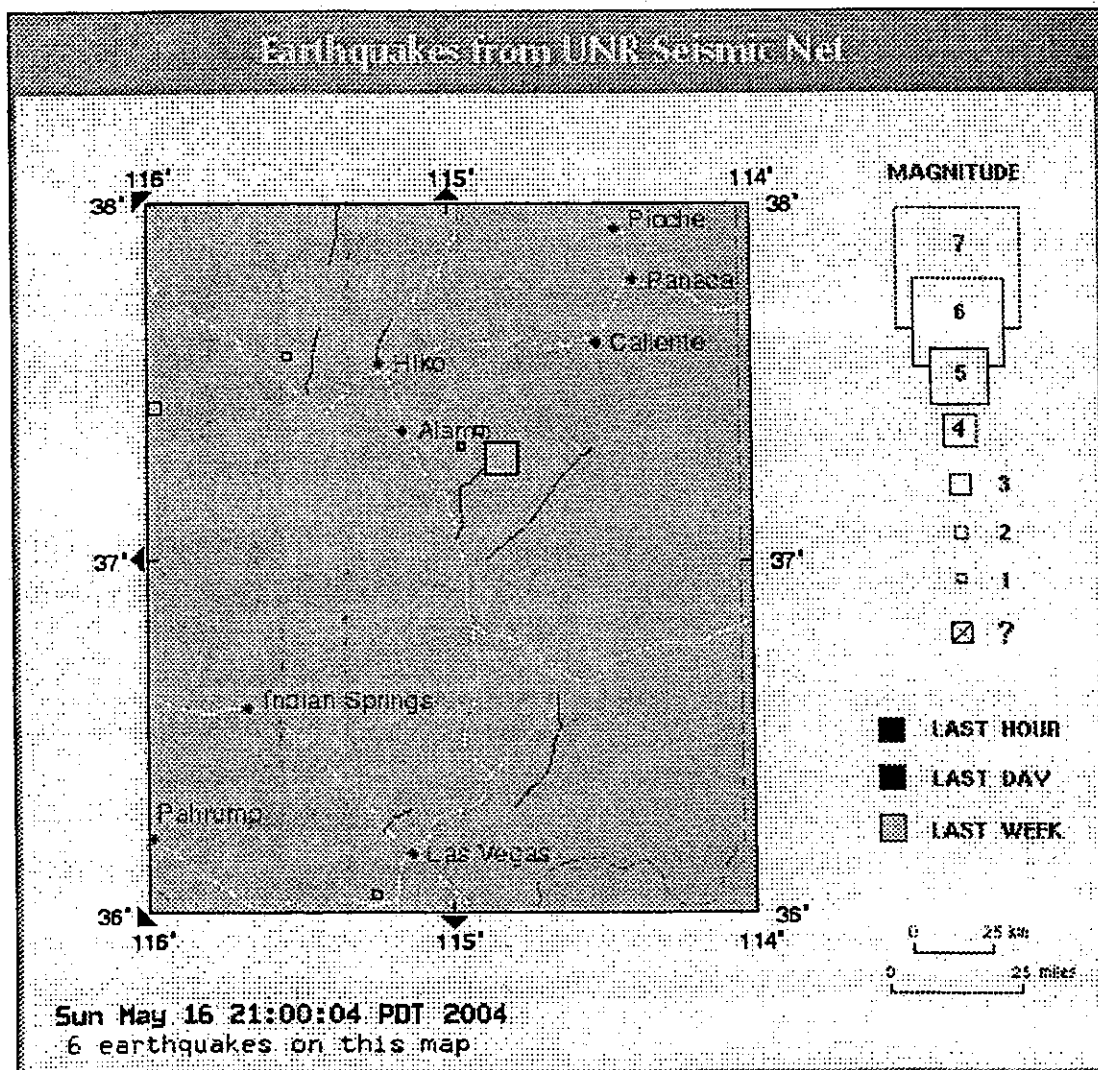 Earthquakes from UNR Seismic Net
116° 115° 114°
38° 38°
MAGNITUDE
7
6
5
4
3
2
1
?
Pioche
Panaca
Caliente
Hiko
Alamo
37° 37°
Indian Springs
Pahrump
Las Vegas
36° 36°
116° 115° 114°
LAST HOUR
LAST DAY
LAST WEEK
0 25 km
0 25 miles
Sun May 16 21:00:04 PDT 2004
6 earthquakes on this map